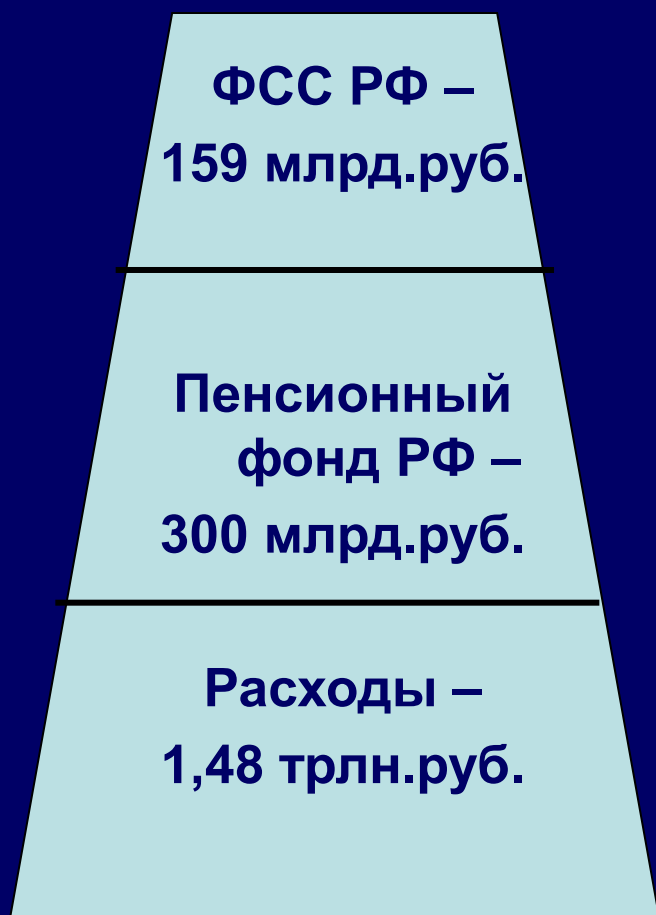 ФСС РФ –
159 млрд.руб.
Пенсионный
фонд РФ –
300 млрд.руб.
Расходы –
1,48 трлн.руб.